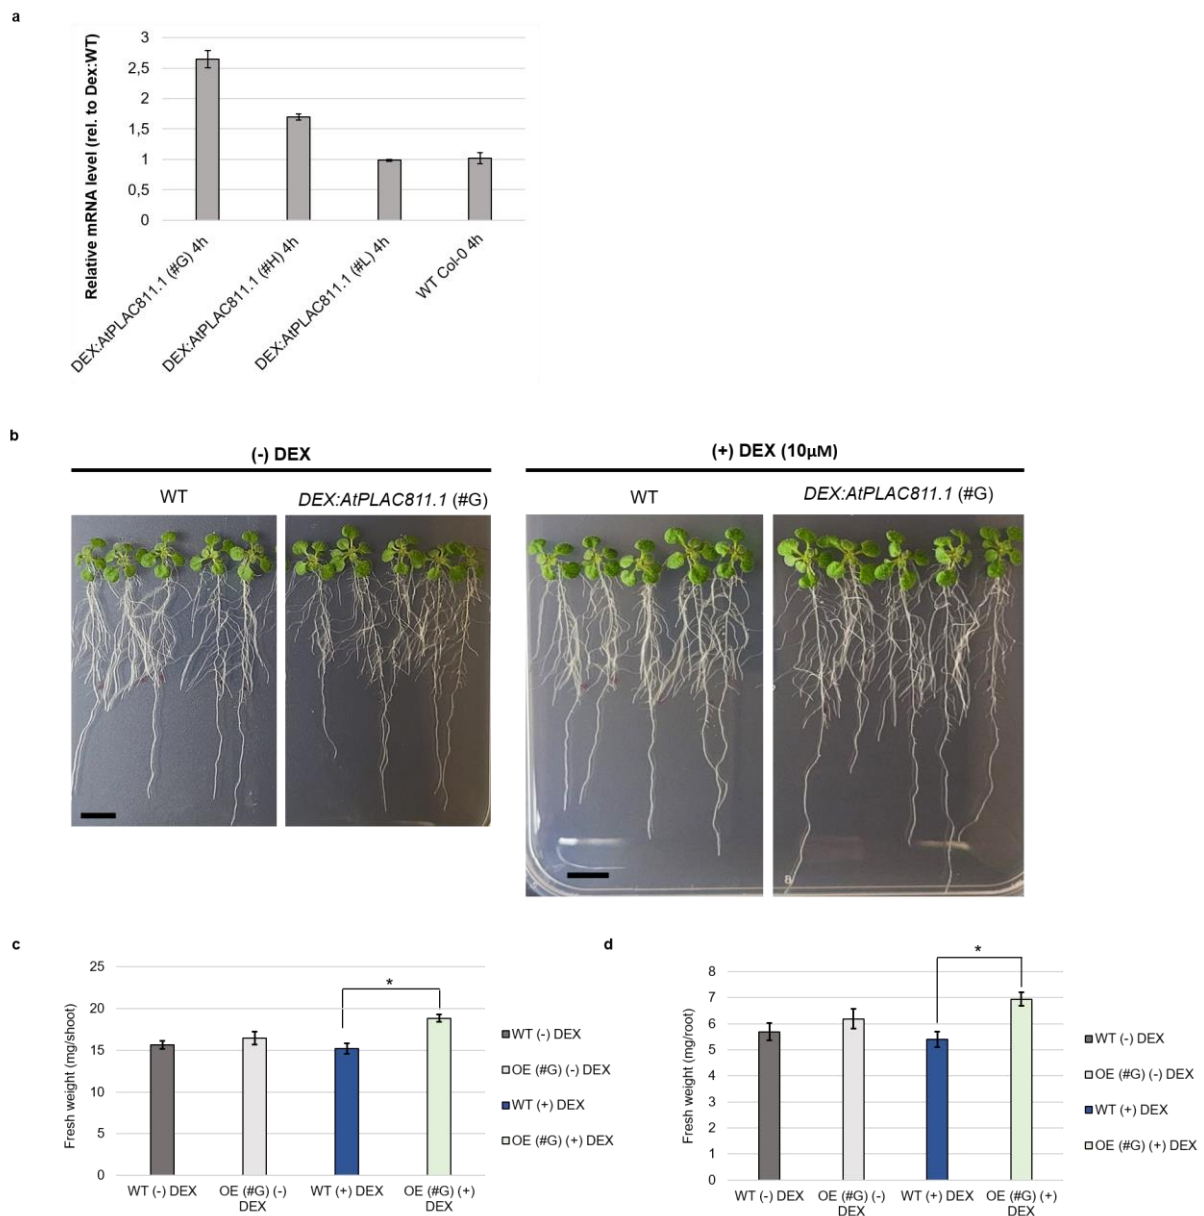 a
Relative mRNA level (rel. to Dex:WT)
3
2,5
2
1,5
1
0,5
0
DEX:AtPLAC811.1 (#G) 4h
DEX:AtPLAC811.1 (#H) 4h
DEX:AtPLAC811.1 (#L) 4h
WT Col-0 4h
b
(-) DEX
WT
DEX:AtPLAC811.1 (#G)
(+) DEX (10µM)
WT
DEX:AtPLAC811.1 (#G)
8
c
Fresh weight (mg/shoot)
25
20
15
10
5
0
*
WT (-) DEX
OE (#G) (-)
DEX
WT (+) DEX
OE (#G) (+)
DEX
WT (-) DEX
OE (#G) (-) DEX
WT (+) DEX
OE (#G) (+) DEX
d
Fresh weight (mg/root)
8
7
6
5
4
3
2
1
0
*
WT (-) DEX
OE (#G) (-)
DEX
WT (+) DEX
OE (#G) (+)
DEX
WT (-) DEX
OE (#G) (-) DEX
WT (+) DEX
OE (#G) (+) DEX